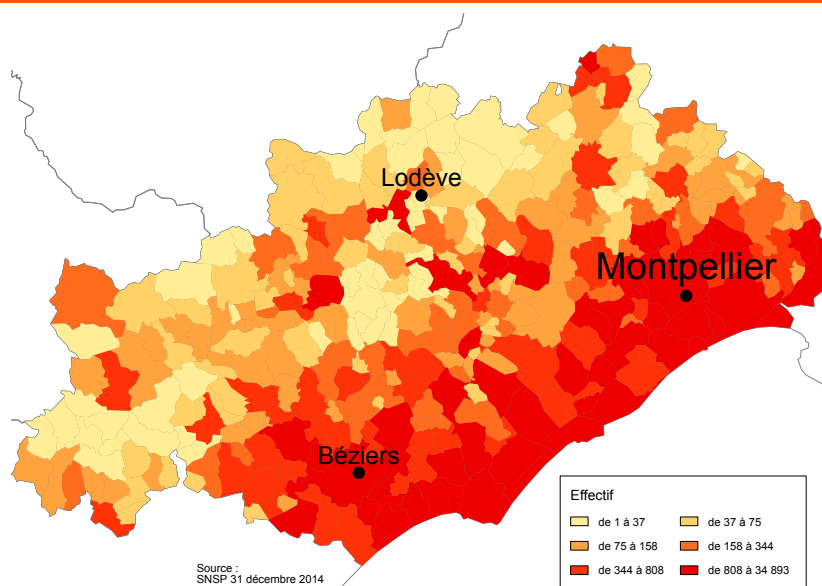 Lodève
Montpellier
Béziers
Effectif
de 1 à 37
de 37 à 75
de 75 à 158
de 158 à 344
de 344 à 808
de 808 à 34 893
Source :
SNSP 31 décembre 2014